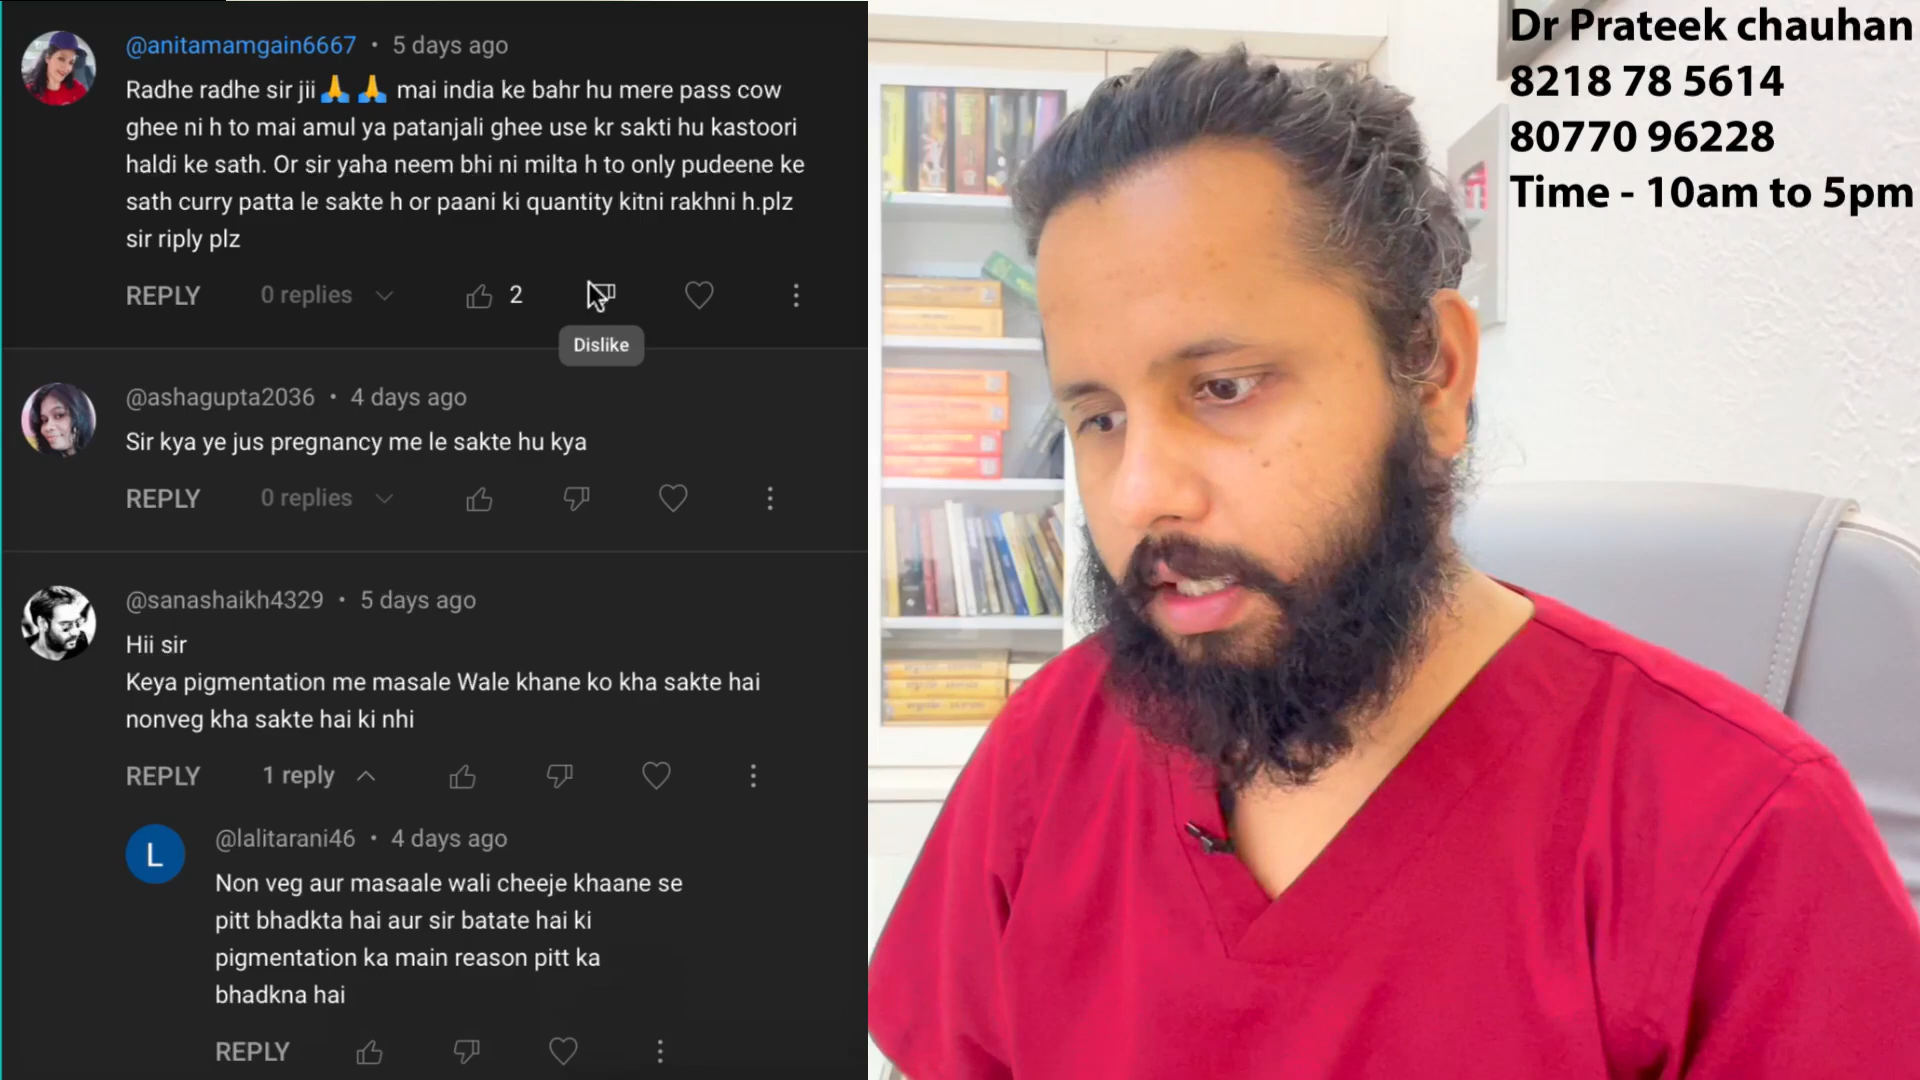 @anitamamgain6667 • 5 days ago
Radhe radhe sir jii🙏 🙏 mai india ke bahr hu mere pass cow
ghee ni h to mai amul ya patanjali ghee use kr sakti hu kastoori
haldi ke sath. Or sir yaha neem bhi ni milta h to only pudeene ke
sath curry patta le sakte h or paani ki quantity kitni rakhni h.plz
sir riply plz
REPLY 0 replies 2
Dislike
@ashagupta2036 • 4 days ago
Sir kya ye jus pregnancy me le sakte hu kya
REPLY 0 replies
@sanashaikh4329 • 5 days ago
Hii sir
Keya pigmentation me masale Wale khane ko kha sakte hai
nonveg kha sakte hai ki nhi
REPLY 1 reply
L
@lalitarani46 • 4 days ago
Non veg aur masaale wali cheeje khaane se
pitt bhadkta hai aur sir batate hai ki
pigmentation ka main reason pitt ka
bhadkna hai
REPLY
Dr Prateek chauhan
8218 78 5614
80770 96228
Time - 10am to 5pm